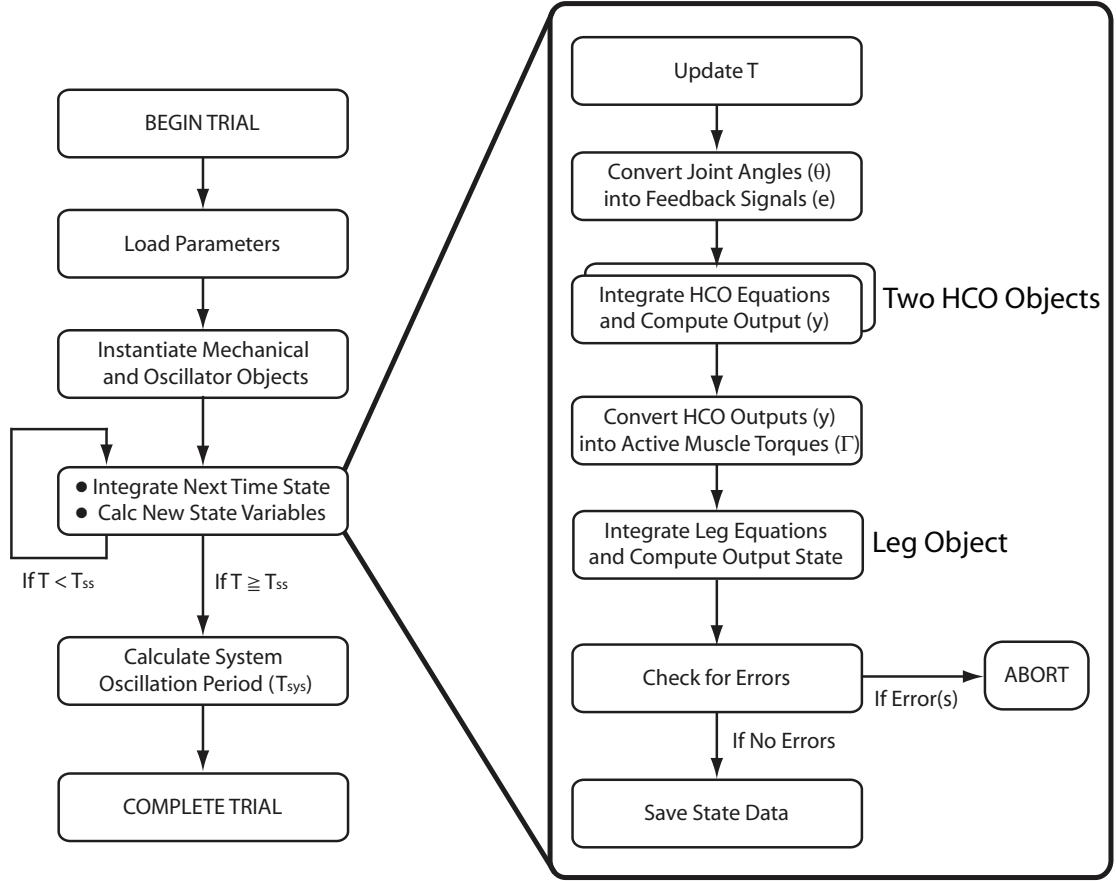 BEGIN TRIAL
Load Parameters
Instantiate Mechanical
and Oscillator Objects
● Integrate Next Time State
● Calc New State Variables
If T < Tss
If T ≧ Tss
Calculate System
Oscillation Period (Tsys)
COMPLETE TRIAL
Update T
Convert Joint Angles (θ)
into Feedback Signals (e)
Integrate HCO Equations
and Compute Output (y)
Two HCO Objects
Convert HCO Outputs (y)
into Active Muscle Torques (Γ)
Integrate Leg Equations
and Compute Output State
Leg Object
Check for Errors
If Error(s)
ABORT
If No Errors
Save State Data